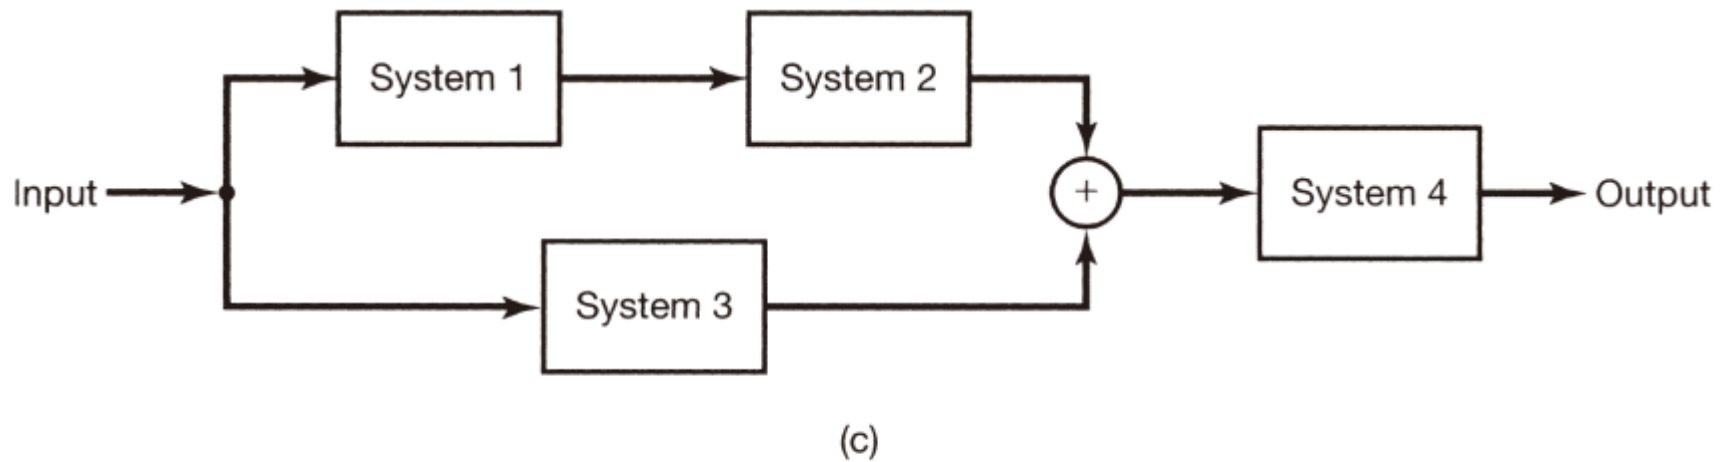 System 1
System 2
Input
+
System 4
Output
System 3
(c)